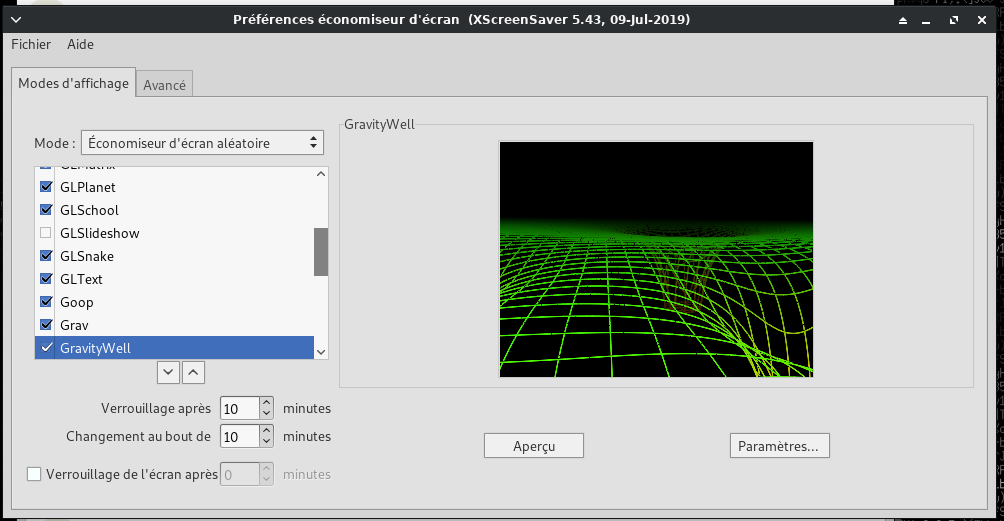 Préférences économiseur d'écran  (XScreenSaver 5.43, 09-Jul-2019)
Fichier Aide
Modes d'affichage Avancé
Mode : Économiseur d'écran aléatoire
GLPlanet
GLSchool
GLSlideshow
GLSnake
GLText
Goop
Grav
GravityWell
Verrouillage après 10 minutes
Changement au bout de 10 minutes
Verrouillage de l'écran après 0 minutes
GravityWell
Aperçu Paramètres...